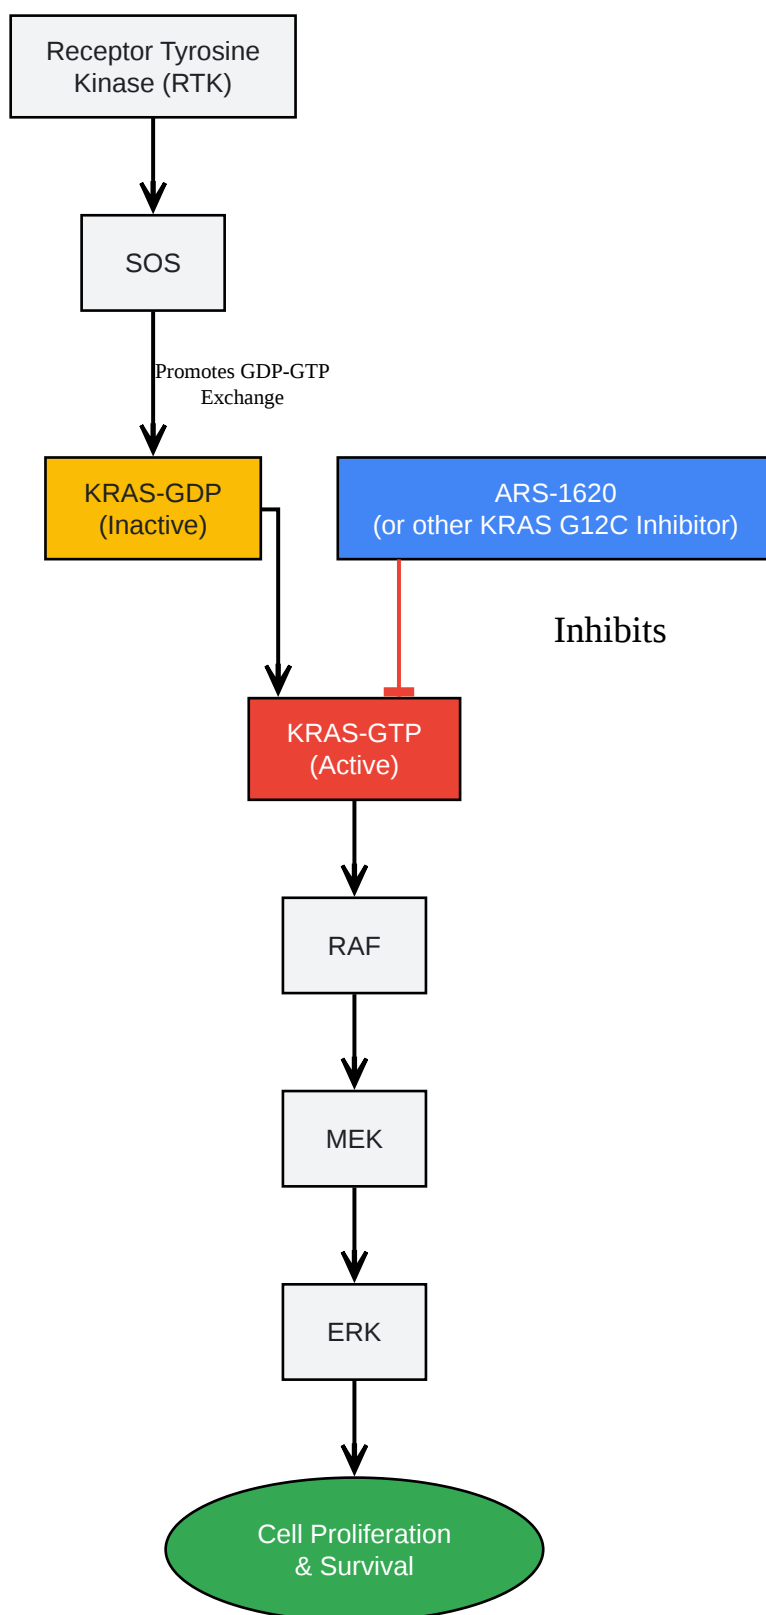 Receptor Tyrosine
Kinase (RTK)
SOS
Promotes GDP-GTP
Exchange
KRAS-GDP
(Inactive)
ARS-1620
(or other KRAS G12C Inhibitor)
Inhibits
KRAS-GTP
(Active)
RAF
MEK
ERK
Cell Proliferation
& Survival